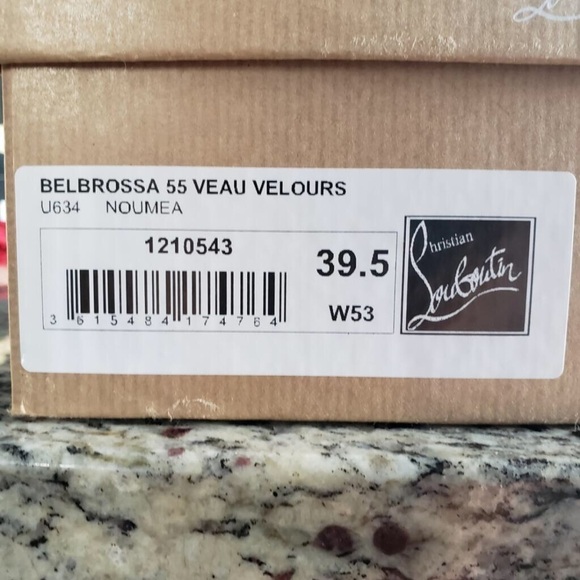 BELBROSSA 55 VEAU VELOURS
U634 NOUMEA
1210543
3 615484 174764
39.5
W53
Christian
Louboutin